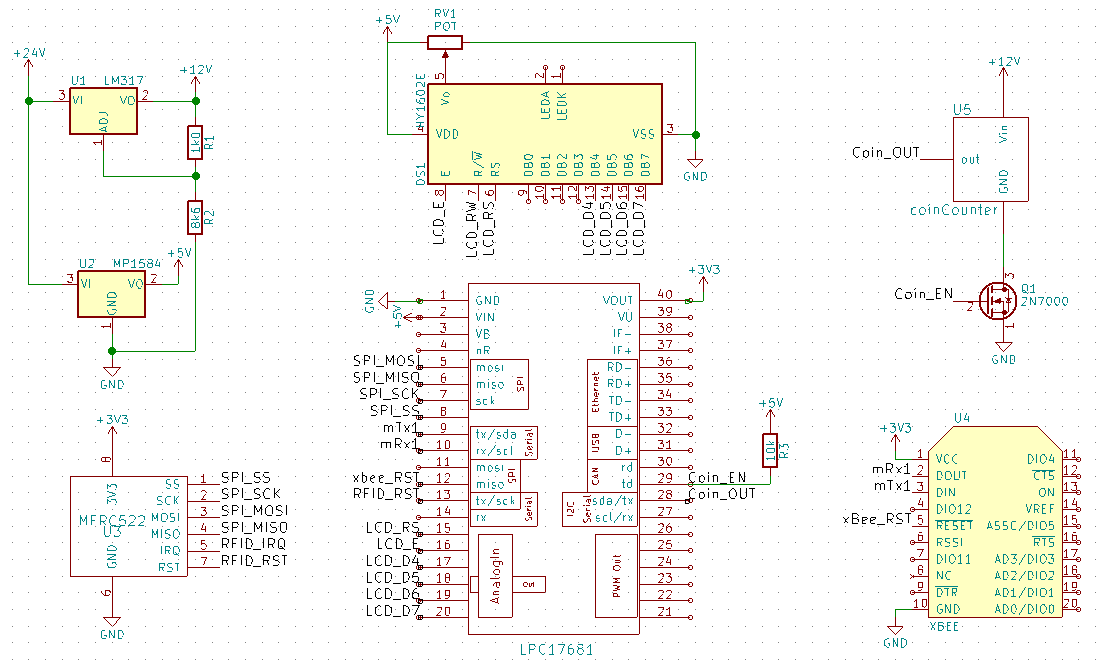 +24V
U1 LM317
+12V
3 VI VO 2
ADJ
1
1k0 R1
8k6 R2
U2 MP1584
+5V
3 VI VO 2
GND
1
GND
+5V
RV1
POT
HY1602E
DS1
5 2 1
Vo LEDA LEDK
4 VDD VSS 3
GND
E R/W RS DB0 DB1 DB2 DB3 DB4 DB5 DB6 DB7
8 7 6 9 10 11 12 13 14 15 16
LCD_E LCD_RW LCD_RS LCD_D4 LCD_D5 LCD_D6 LCD_D7
+12V
U5
Vin
Coin_OUT out
GND
coinCounter
3
Coin_EN 2 Q1
2N7000
1
GND
+3V3
8
3V3
MFRC522
U3
GND
SS 1 SPI_SS
SCK 2 SPI_SCK
MOSI 3 SPI_MOSI
MISO 4 SPI_MISO
IRQ 5 RFID_IRQ
RST 7 RFID_RST
6
GND
+3V3
GND 1 GND VOUT 40
+5V 2 VIN VU 39
3 VB IF- 38
4 nR IF+ 37
SPI_MOSI 5 mosi RD- 36
SPI_MISO 6 miso SPI Ethernet RD+ 35
SPI_SCK 7 sck TD- 34
SPI_SS 8 TD+ 33
mTx1 9 tx/sda Serial USB D- 32
mRx1 10 rx/scl D+ 31
11 mosi SPI CAN rd 30
xbee_RST 12 miso td 29 Coin_EN
RFID_RST 13 tx/sck Serial I2C Serial sda/tx 28 Coin_OUT
14 rx scl/rx 27
LCD_RS 15 26
LCD_E 16 25
LCD_D4 17 AnalogIn PWM Out 24
LCD_D5 18 23
LCD_D6 19 22
LCD_D7 20 21
LPC17681
+5V
10k R3
U4
+3V3
1 VCC DIO4 11
mRx1 2 DOUT CTS 12
mTx1 3 DIN ON 13
4 DIO12 VREF 14
xBee_RST 5 RESET ASSC/DIO5 15
6 RSSI RTS 16
7 DIO11 AD3/DIO3 17
8 NC AD2/DIO2 18
9 DTR AD1/DIO1 19
10 GND AD0/DIO0 20
GND
XBEE